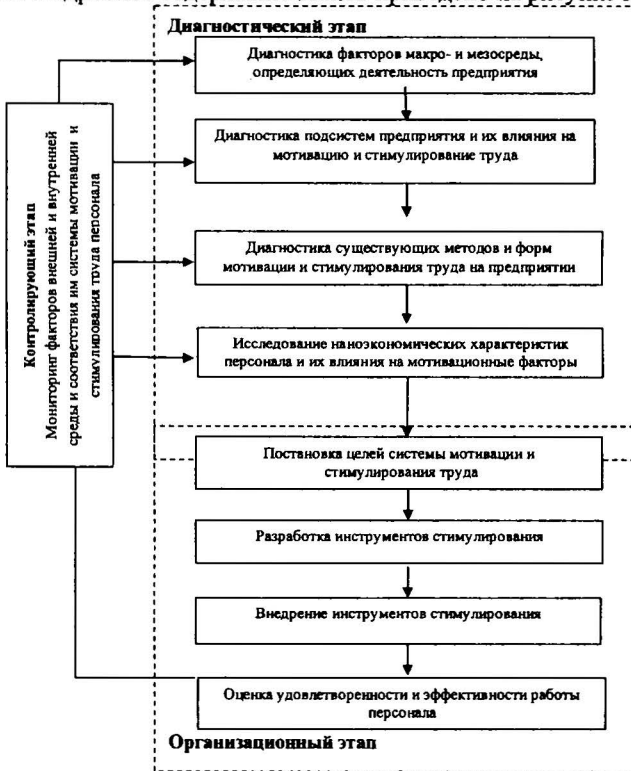 Диагностический этап
Диагностика факторов макро- и мезосреды,
определяющих деятельность предприятия
Диагностика подсистем предприятия и их влияния на
мотивацию и стимулирование труда
Диагностика существующих методов и форм
мотивации и стимулирования труда на предприятии
Исследование наноэкономических характеристик
персонала и их влияния на мотивационные факторы
Контролирующий этап
Мониторинг факторов внешней и внутренней
среды и соответствия им системы мотивации и
стимулирования труда персонала
Постановка целей системы мотивации и
стимулирования труда
Разработка инструментов стимулирования
Внедрение инструментов стимулирования
Оценка удовлетворенности и эффективности работы
персонала
Организационный этап